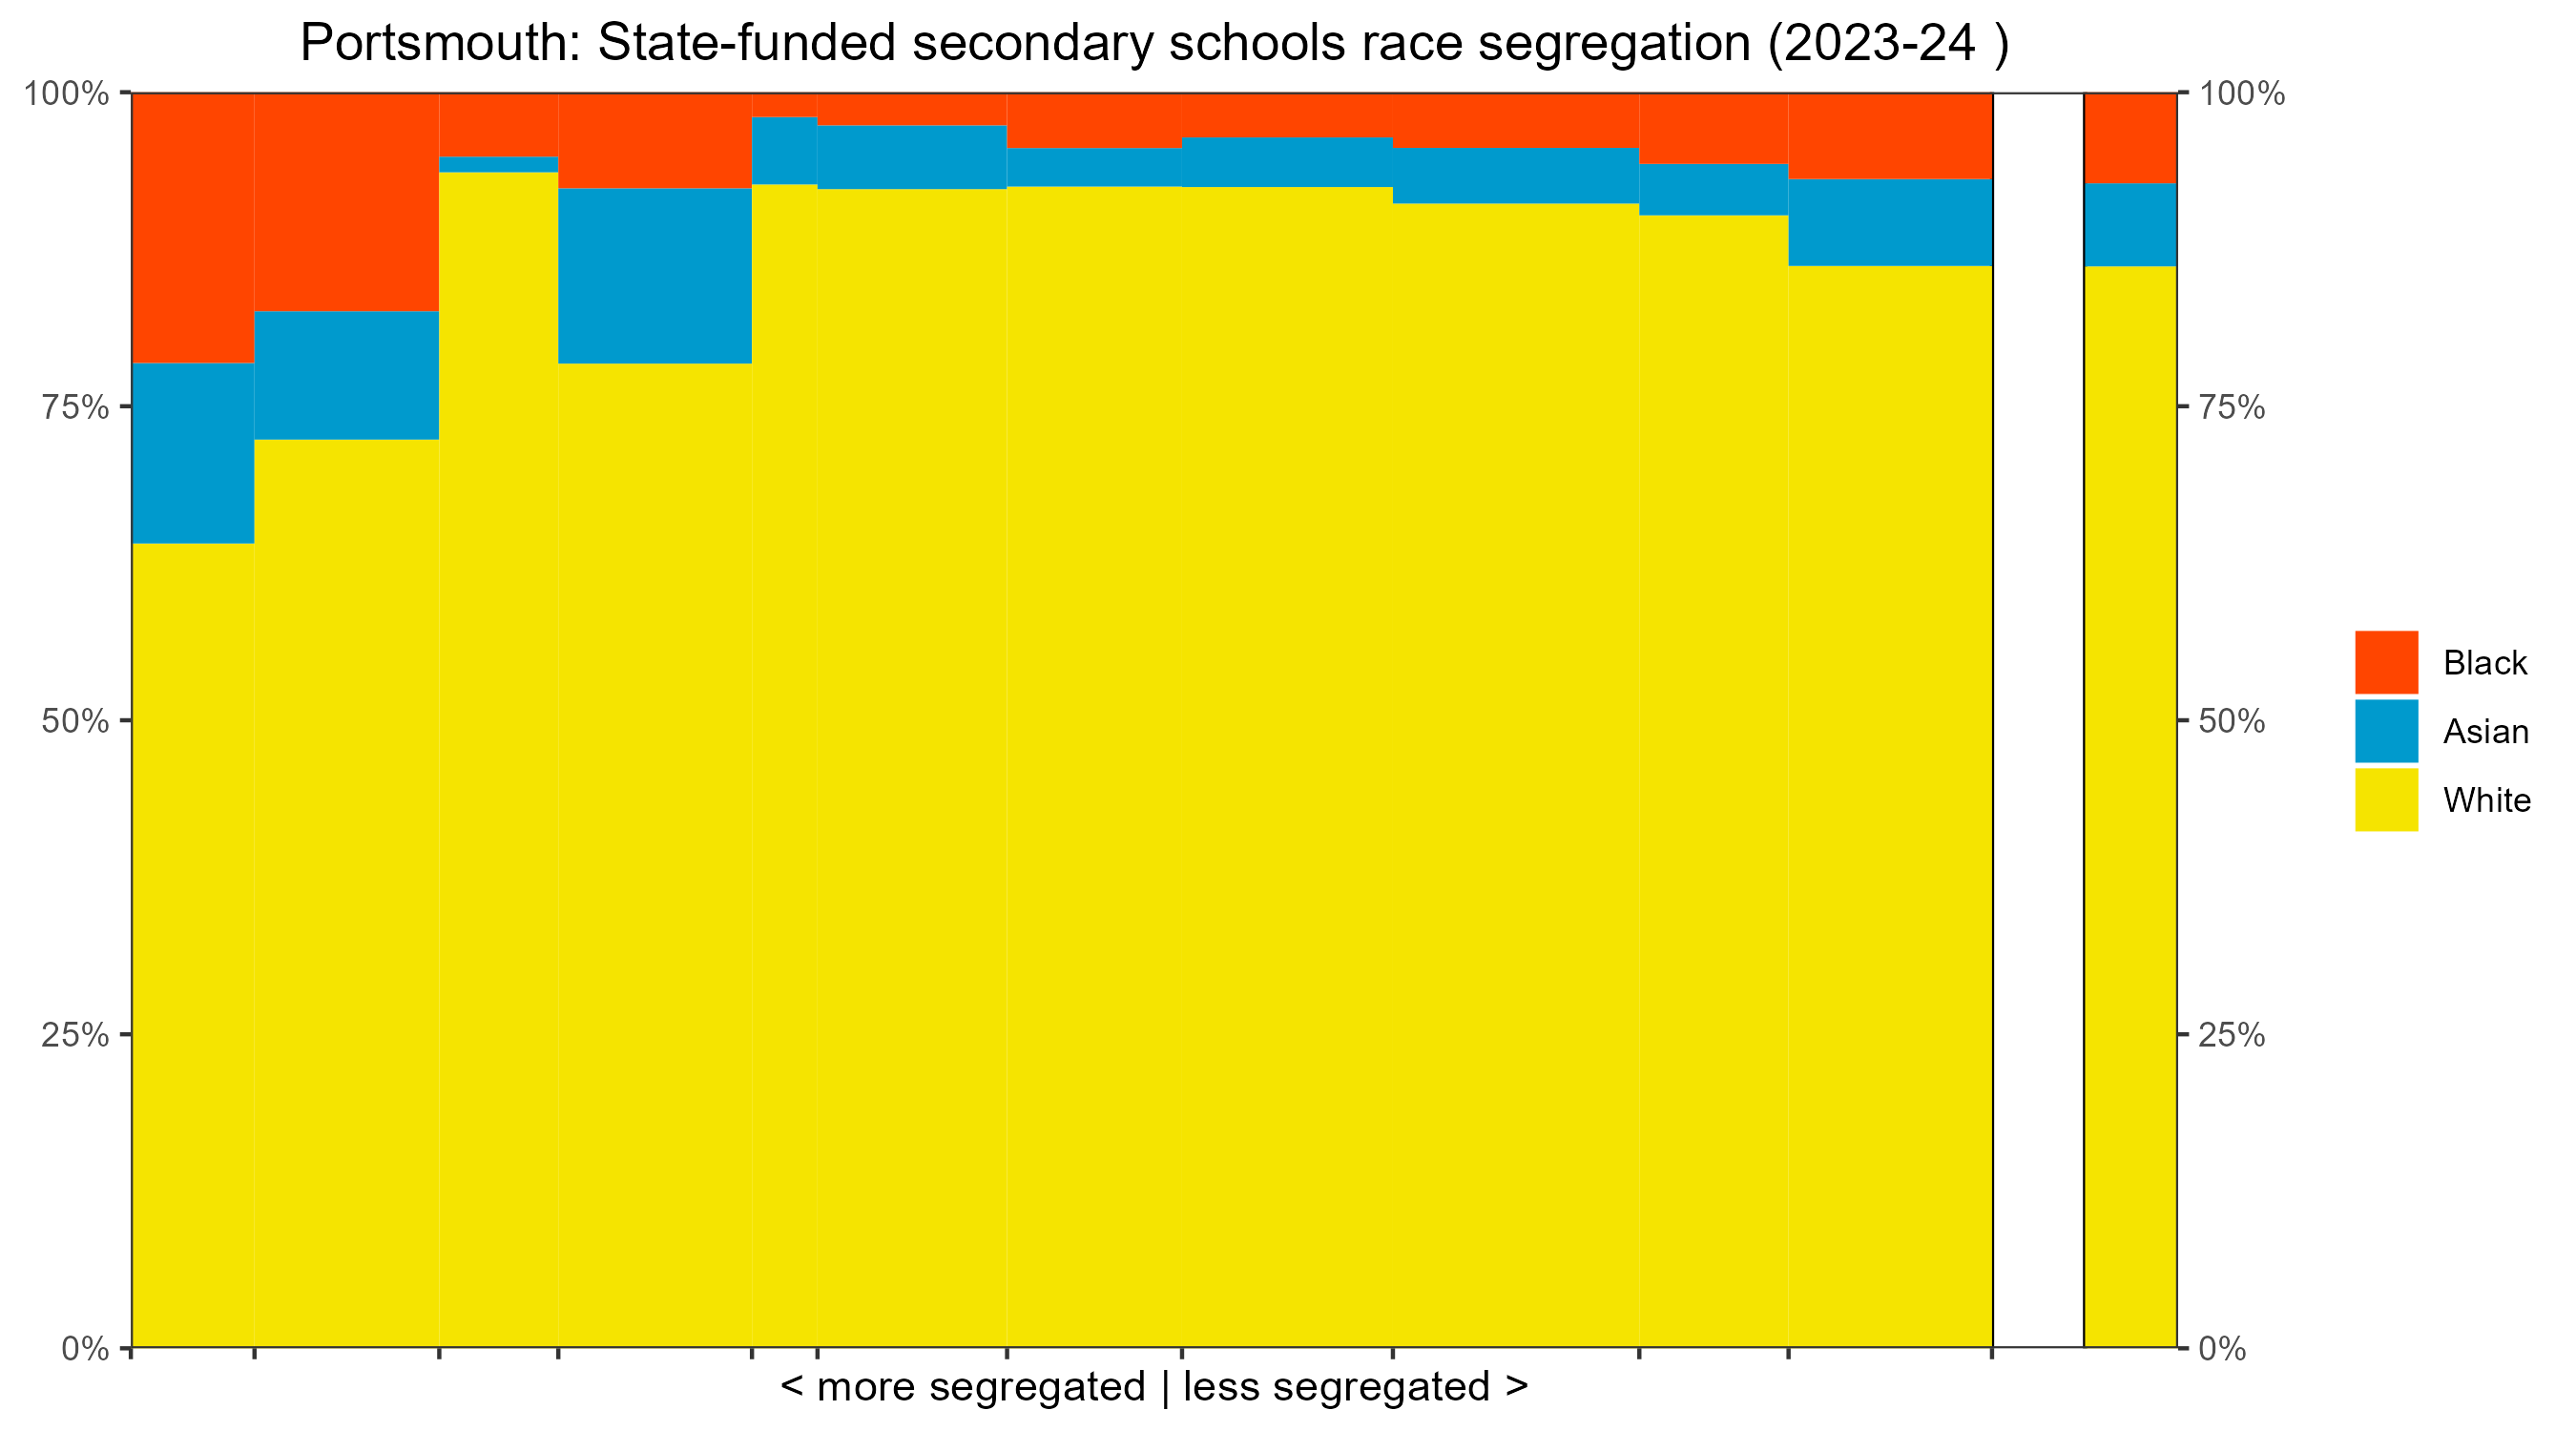 Portsmouth: State-funded secondary schools race segregation (2023-24 )
100%
75%
50%
25%
0%
100%
75%
50%
25%
0%
Black
Asian
White
< more segregated | less segregated >